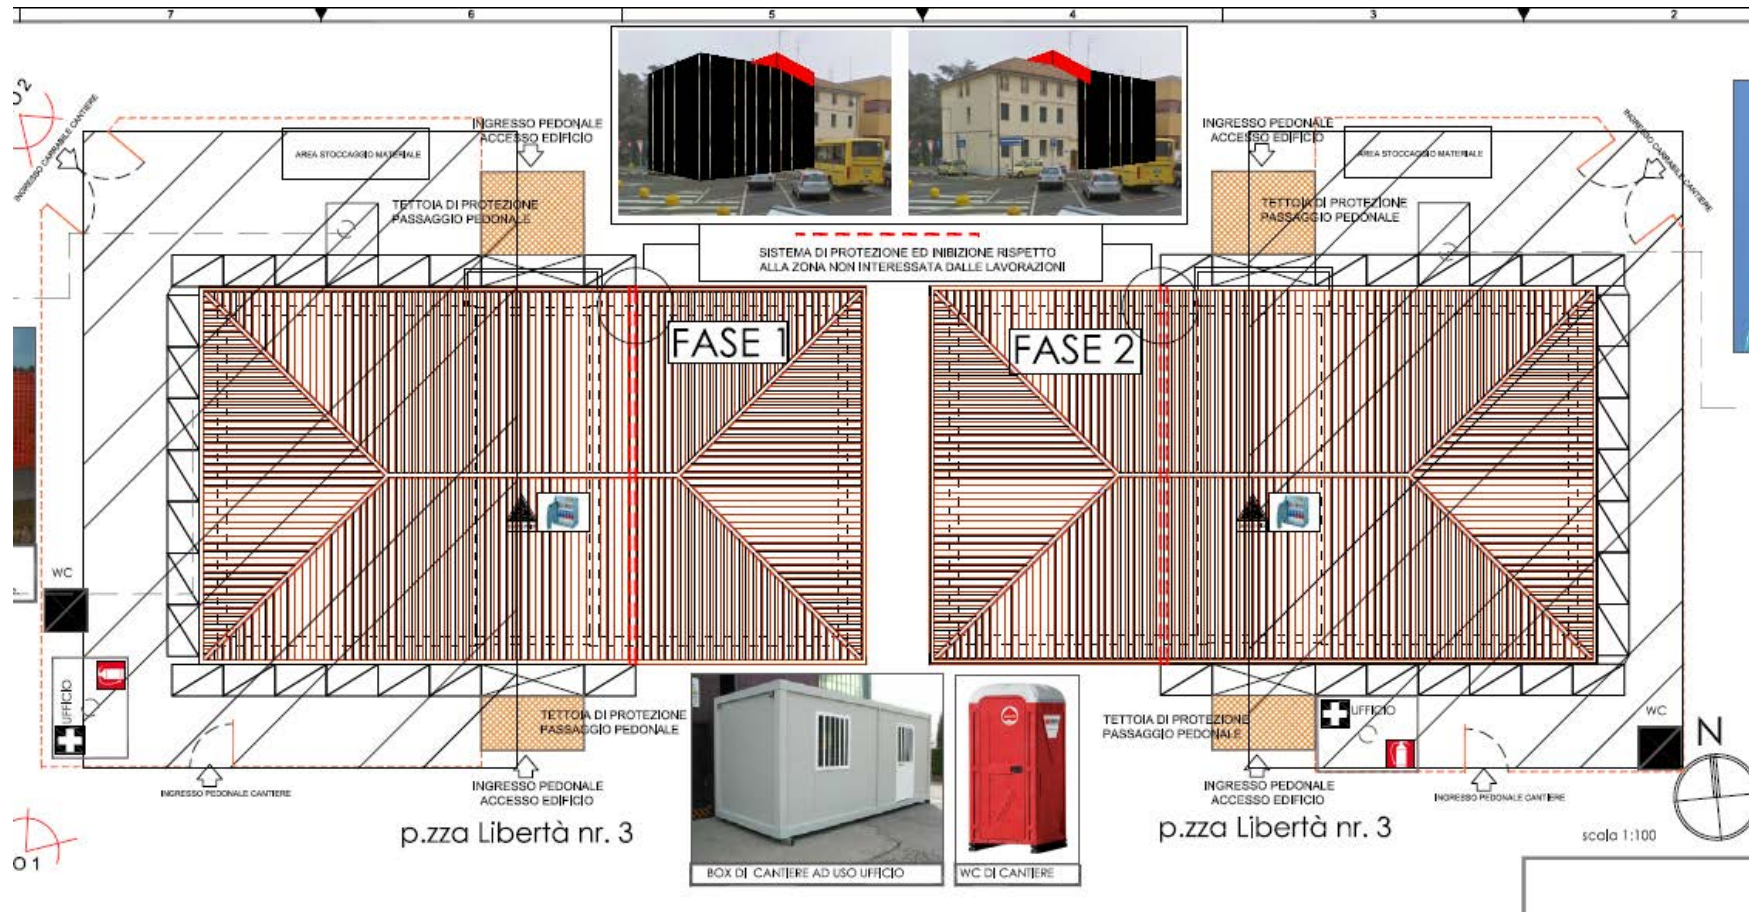 7
6
5
4
3
2
O2
INGRESSO CARRABILE CANTIERE
AREA STOCCAGGIO MATERIALE
INGRESSO PEDONALE
ACCESSO EDIFICIO
TETTOIA DI PROTEZIONE
PASSAGGIO PEDONALE
SISTEMA DI PROTEZIONE ED INIBIZIONE RISPETTO
ALLA ZONA NON INTERESSATA DALLE LAVORAZIONI
INGRESSO PEDONALE
ACCESSO EDIFICIO
TETTOIA DI PROTEZIONE
PASSAGGIO PEDONALE
AREA STOCCAGGIO MATERIALE
INGRESSO CARRABILE CANTIERE
FASE 1
FASE 2
WC
UFFICIO
TETTOIA DI PROTEZIONE
PASSAGGIO PEDONALE
INGRESSO PEDONALE CANTIERE
INGRESSO PEDONALE
ACCESSO EDIFICIO
p.zza Libertà nr. 3
O1
BOX DI CANTIERE AD USO UFFICIO
WC DI CANTIERE
TETTOIA DI PROTEZIONE
PASSAGGIO PEDONALE
UFFICIO
WC
N
INGRESSO PEDONALE
ACCESSO EDIFICIO
INGRESSO PEDONALE CANTIERE
p.zza Libertà nr. 3
scala 1:100